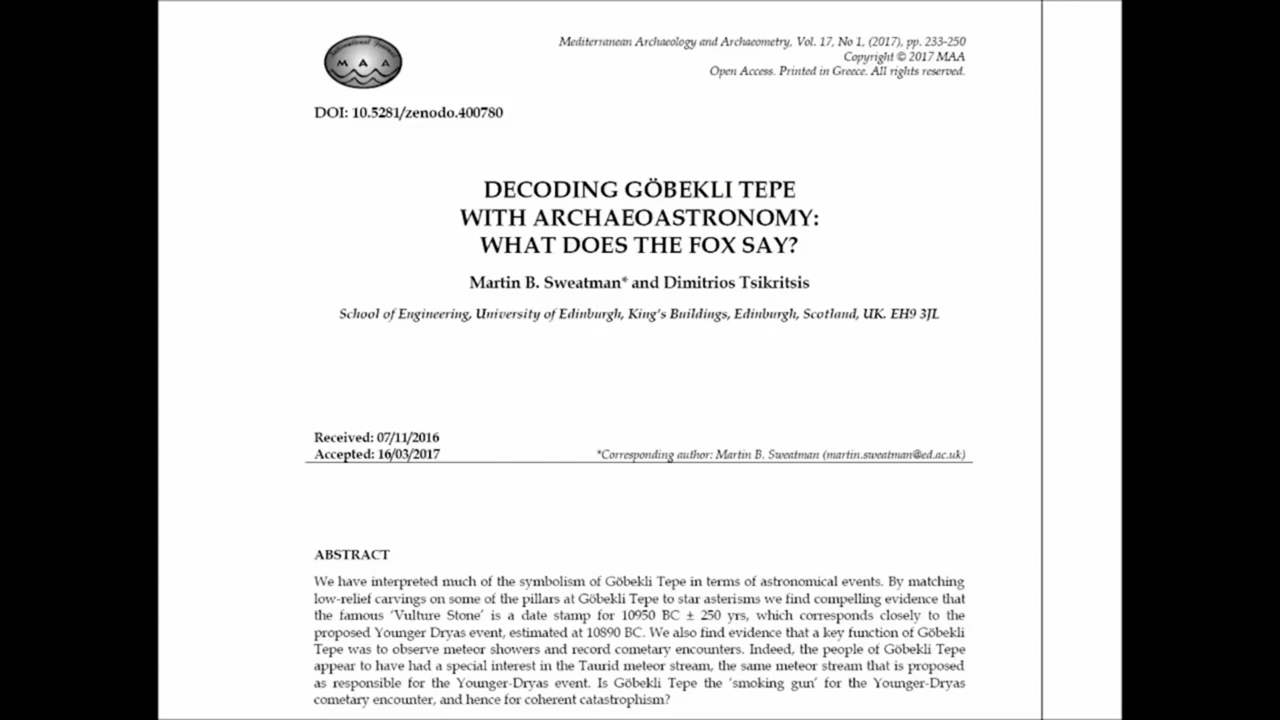 International Journal
MAA
Mediterranean Archaeology and Archaeometry, Vol. 17, No 1, (2017), pp. 233-250
Copyright © 2017 MAA
Open Access. Printed in Greece. All rights reserved.
DOI: 10.5281/zenodo.400780
DECODING GÖBEKLI TEPE
WITH ARCHAEOASTRONOMY:
WHAT DOES THE FOX SAY?
Martin B. Sweatman* and Dimitrios Tsikritsis
School of Engineering, University of Edinburgh, King's Buildings, Edinburgh, Scotland, UK. EH9 3JL
Received: 07/11/2016
Accepted: 16/03/2017
*Corresponding author: Martin B. Sweatman (martin.sweatman@ed.ac.uk)
ABSTRACT
We have interpreted much of the symbolism of Göbekli Tepe in terms of astronomical events. By matching
low-relief carvings on some of the pillars at Göbekli Tepe to star asterisms we find compelling evidence that
the famous 'Vulture Stone' is a date stamp for 10950 BC ± 250 yrs, which corresponds closely to the
proposed Younger Dryas event, estimated at 10890 BC. We also find evidence that a key function of Göbekli
Tepe was to observe meteor showers and record cometary encounters. Indeed, the people of Göbekli Tepe
appear to have had a special interest in the Taurid meteor stream, the same meteor stream that is proposed
as responsible for the Younger-Dryas event. Is Göbekli Tepe the 'smoking gun' for the Younger-Dryas
cometary encounter, and hence for coherent catastrophism?